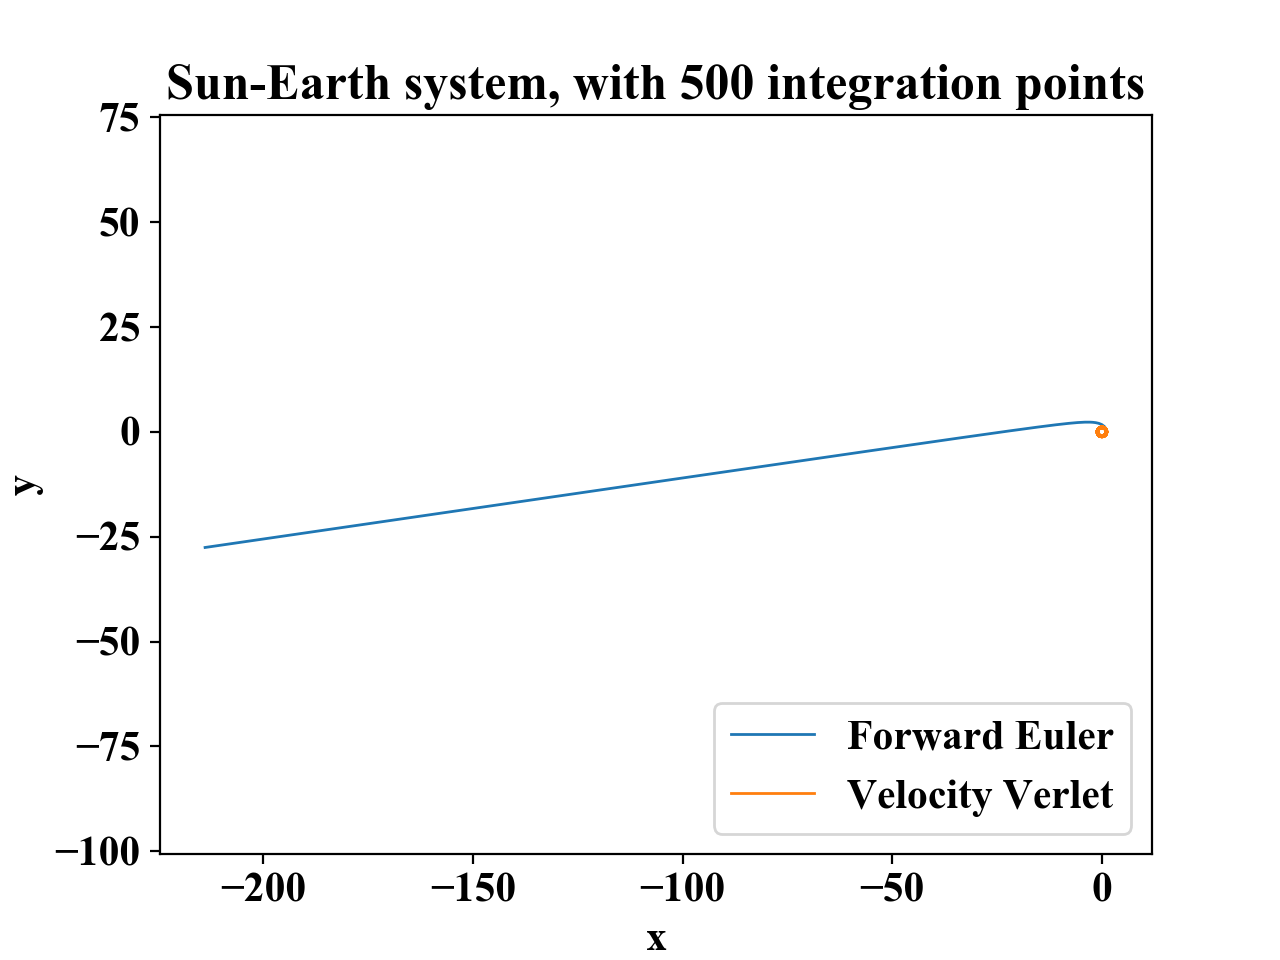 Sun-Earth system, with 500 integration points
75
50
25
0
−25
−50
−75
−100
y
Forward Euler
Velocity Verlet
−200 −150 −100 −50 0
x